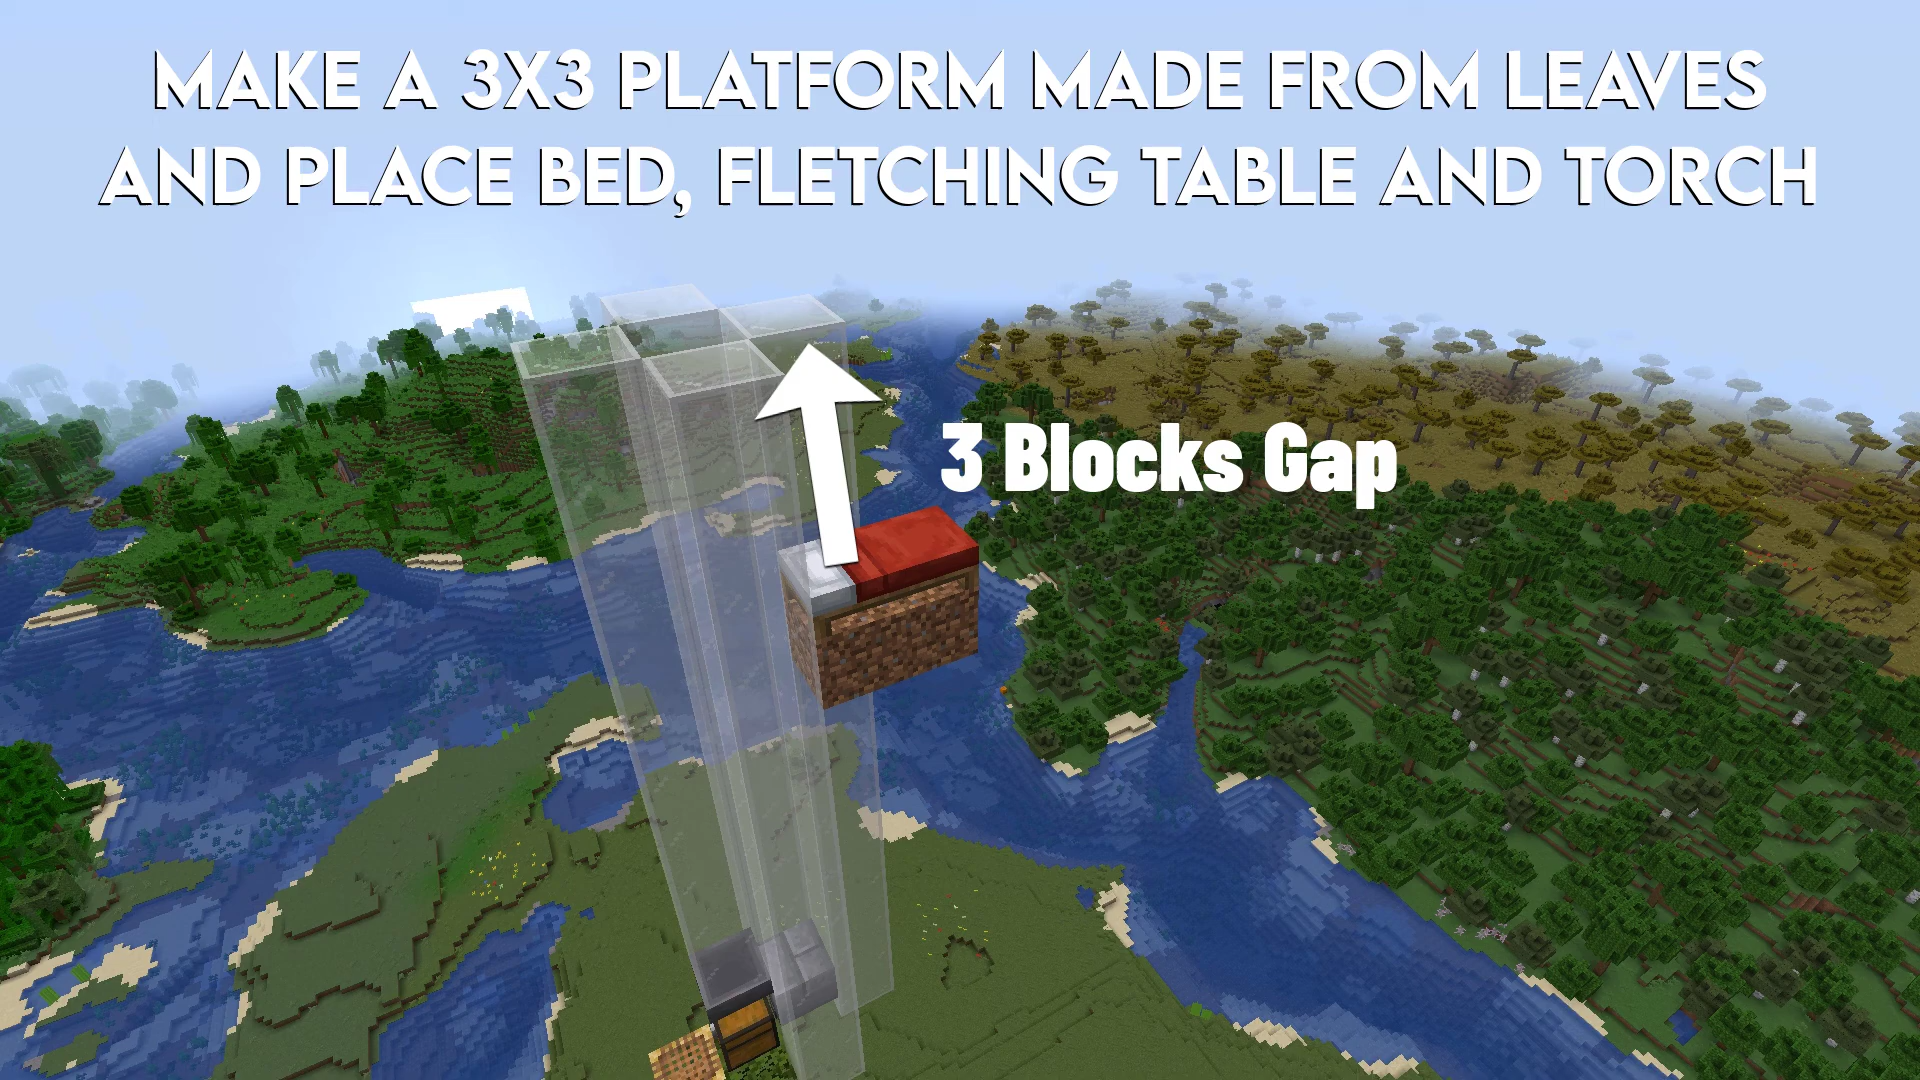 MAKE A 3X3 PLATFORM MADE FROM LEAVES
AND PLACE BED, FLETCHING TABLE AND TORCH
3 Blocks Gap